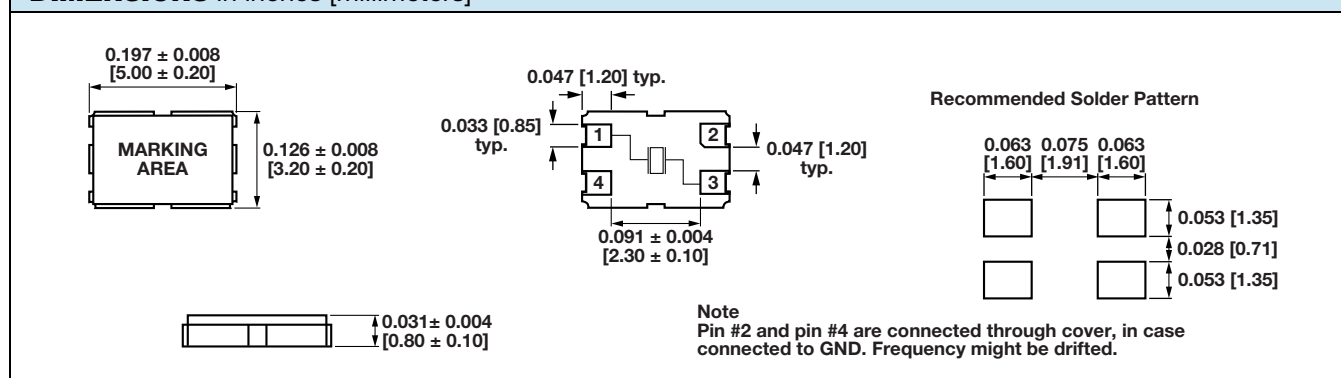 DIMENSIONS in inches [millimeters]
0.197 ± 0.008
[5.00 ± 0.20]
MARKING
AREA
0.126 ± 0.008
[3.20 ± 0.20]
0.047 [1.20] typ.
0.033 [0.85]
typ.
1
2
4
3
0.047 [1.20]
typ.
0.091 ± 0.004
[2.30 ± 0.10]
Recommended Solder Pattern
0.063 0.075 0.063
[1.60] [1.91] [1.60]
0.053 [1.35]
0.028 [0.71]
0.053 [1.35]
0.031± 0.004
[0.80 ± 0.10]
Note
Pin #2 and pin #4 are connected through cover, in case
connected to GND. Frequency might be drifted.